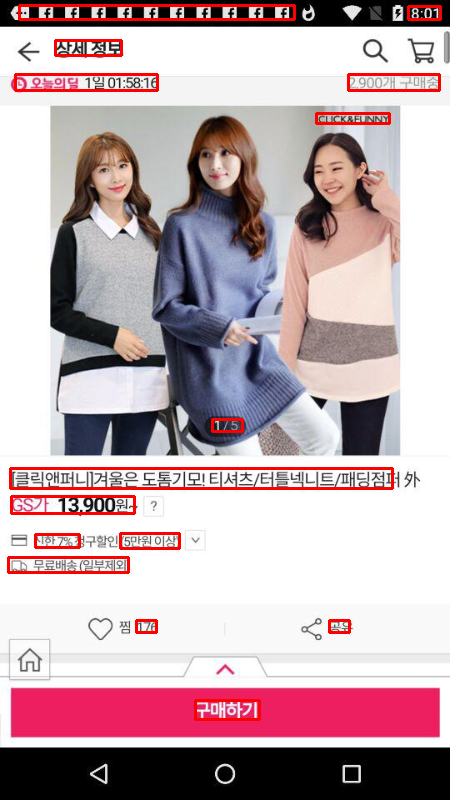 8:01
상세 정보
오늘의딜 1일 01:58:16 2,900개 구매중
CLICK&FUNNY
1 / 5
[클릭앤퍼니]겨울은 도톰기모! 티셔츠/터틀넥니트/패딩점퍼 外
GS가 13,900원~ ?
신한 7% 청구할인 (5만원 이상)
무료배송 (일부제외
찜 176 공유
구매하기